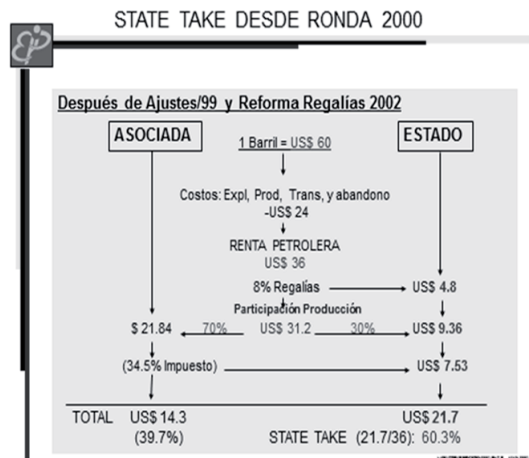 STATE TAKE DESDE RONDA 2000
Después de Ajustes/99 y Reforma Regalías 2002
ASOCIADA
1 Barril = US$ 60
ESTADO
Costos: Expl, Prod, Trans, y abandono
-US$ 24
RENTA PETROLERA
US$ 36
8% Regalías US$ 4.8
Participación Producción
$ 21.84 70% US$ 31.2 30% US$ 9.36
(34.5% Impuesto) US$ 7.53
TOTAL US$ 14.3 US$ 21.7
(39.7%) STATE TAKE (21.7/36): 60.3%